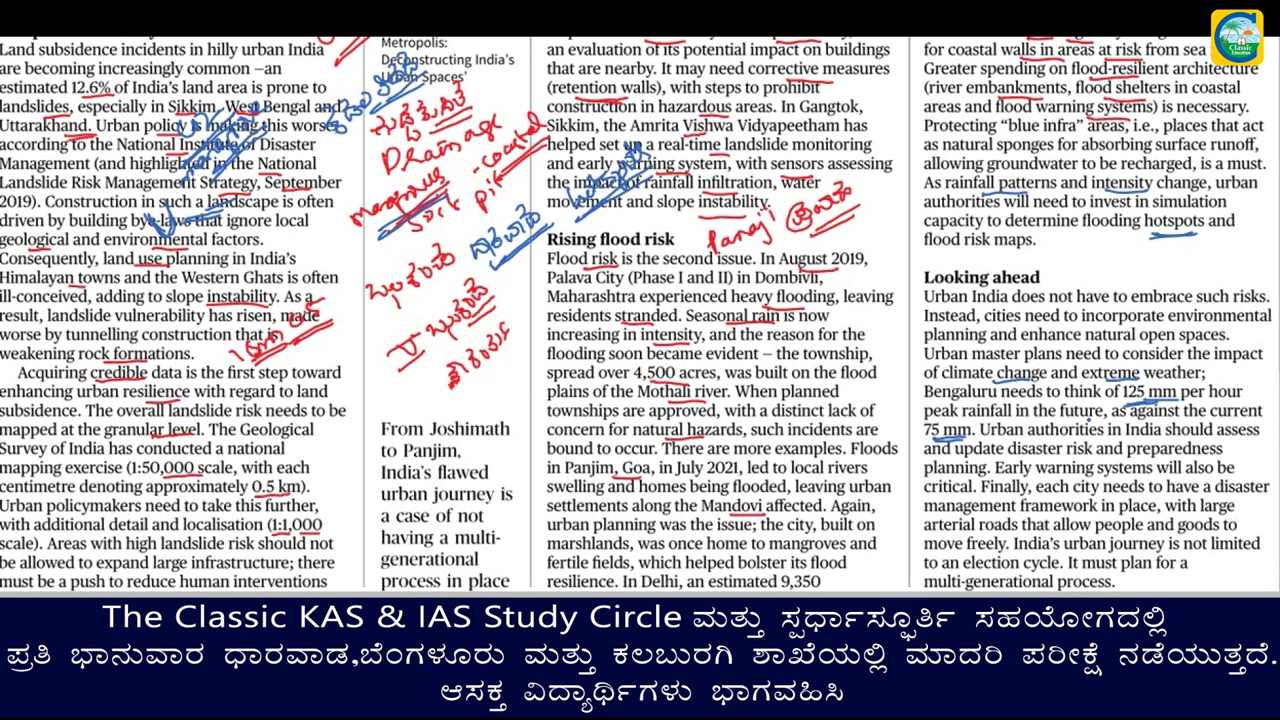 Classic
Education
Land subsidence incidents in hilly urban India
are becoming increasingly common —an
estimated 12.6% of India's land area is prone to
landslides, especially in Sikkim, West Bengal and
Uttarakhand. Urban policy is making this worse,
according to the National Institute of Disaster
Management (and highlighted in the National
Landslide Risk Management Strategy, September
2019). Construction in such a landscape is often
driven by building bye-laws that ignore local
geological and environmental factors.
Consequently, land use planning in India's
Himalayan towns and the Western Ghats is often
ill-conceived, adding to slope instability. As a
result, landslide vulnerability has risen, made
worse by tunnelling construction that is
weakening rock formations.
Acquiring credible data is the first step toward
enhancing urban resilience with regard to land
subsidence. The overall landslide risk needs to be
mapped at the granular level. The Geological
Survey of India has conducted a national
mapping exercise (1:50,000 scale, with each
centimetre denoting approximately 0.5 km).
Urban policymakers need to take this further,
with additional detail and localisation (1:1,000
scale). Areas with high landslide risk should not
be allowed to expand large infrastructure; there
must be a push to reduce human interventions
Metropolis:
Deconstructing India's
Urban Spaces'
Drainage
coastal
mangrove
From Joshimath
to Panjim,
India's flawed
urban journey is
a case of not
having a multi-
generational
process in place
an evaluation of its potential impact on buildings
that are nearby. It may need corrective measures
(retention walls), with steps to prohibit
construction in hazardous areas. In Gangtok,
Sikkim, the Amrita Vishwa Vidyapeetham has
helped set up a real-time landslide monitoring
and early warning system, with sensors assessing
the impact of rainfall infiltration, water
movement and slope instability.
Panaji
Rising flood risk
Flood risk is the second issue. In August 2019,
Palava City (Phase I and II) in Dombivli,
Maharashtra experienced heavy flooding, leaving
residents stranded. Seasonal rain is now
increasing in intensity, and the reason for the
flooding soon became evident — the township,
spread over 4,500 acres, was built on the flood
plains of the Mothali river. When planned
townships are approved, with a distinct lack of
concern for natural hazards, such incidents are
bound to occur. There are more examples. Floods
in Panjim, Goa, in July 2021, led to local rivers
swelling and homes being flooded, leaving urban
settlements along the Mandovi affected. Again,
urban planning was the issue; the city, built on
marshlands, was once home to mangroves and
fertile fields, which helped bolster its flood
resilience. In Delhi, an estimated 9,350
for coastal walls in areas at risk from sea
Greater spending on flood-resilient architecture
(river embankments, flood shelters in coastal
areas and flood warning systems) is necessary.
Protecting "blue infra" areas, i.e., places that act
as natural sponges for absorbing surface runoff,
allowing groundwater to be recharged, is a must.
As rainfall patterns and intensity change, urban
authorities will need to invest in simulation
capacity to determine flooding hotspots and
flood risk maps.
Looking ahead
Urban India does not have to embrace such risks.
Instead, cities need to incorporate environmental
planning and enhance natural open spaces.
Urban master plans need to consider the impact
of climate change and extreme weather;
Bengaluru needs to think of 125 mm per hour
peak rainfall in the future, as against the current
75 mm. Urban authorities in India should assess
and update disaster risk and preparedness
planning. Early warning systems will also be
critical. Finally, each city needs to have a disaster
management framework in place, with large
arterial roads that allow people and goods to
move freely. India's urban journey is not limited
to an election cycle. It must plan for a
multi-generational process.
The Classic KAS & IAS Study Circle ಮತ್ತು ಸ್ಪರ್ಧಾಸ್ಫೂರ್ತಿ ಸಹಯೋಗದಲ್ಲಿ
ಪ್ರತಿ ಭಾನುವಾರ ಧಾರವಾಡ,ಬೆಂಗಳೂರು ಮತ್ತು ಕಲಬುರಗಿ ಶಾಖೆಯಲ್ಲಿ ಮಾದರಿ ಪರೀಕ್ಷೆ ನಡೆಯುತ್ತದೆ.
ಆಸಕ್ತ ವಿದ್ಯಾರ್ಥಿಗಳು ಭಾಗವಹಿಸಿ